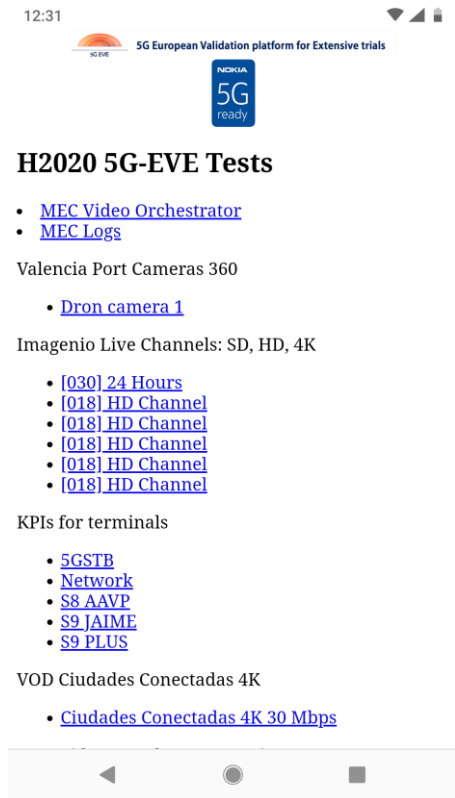 12:31
5G EVE
5G European Validation platform for Extensive trials
NOKIA
5G
ready
H2020 5G-EVE Tests
MEC Video Orchestrator
MEC Logs
Valencia Port Cameras 360
Dron camera 1
Imagenio Live Channels: SD, HD, 4K
[030] 24 Hours
[018] HD Channel
[018] HD Channel
[018] HD Channel
[018] HD Channel
[018] HD Channel
KPIs for terminals
5GSTB
Network
S8 AAVP
S9 JAIME
S9 PLUS
VOD Ciudades Conectadas 4K
Ciudades Conectadas 4K 30 Mbps